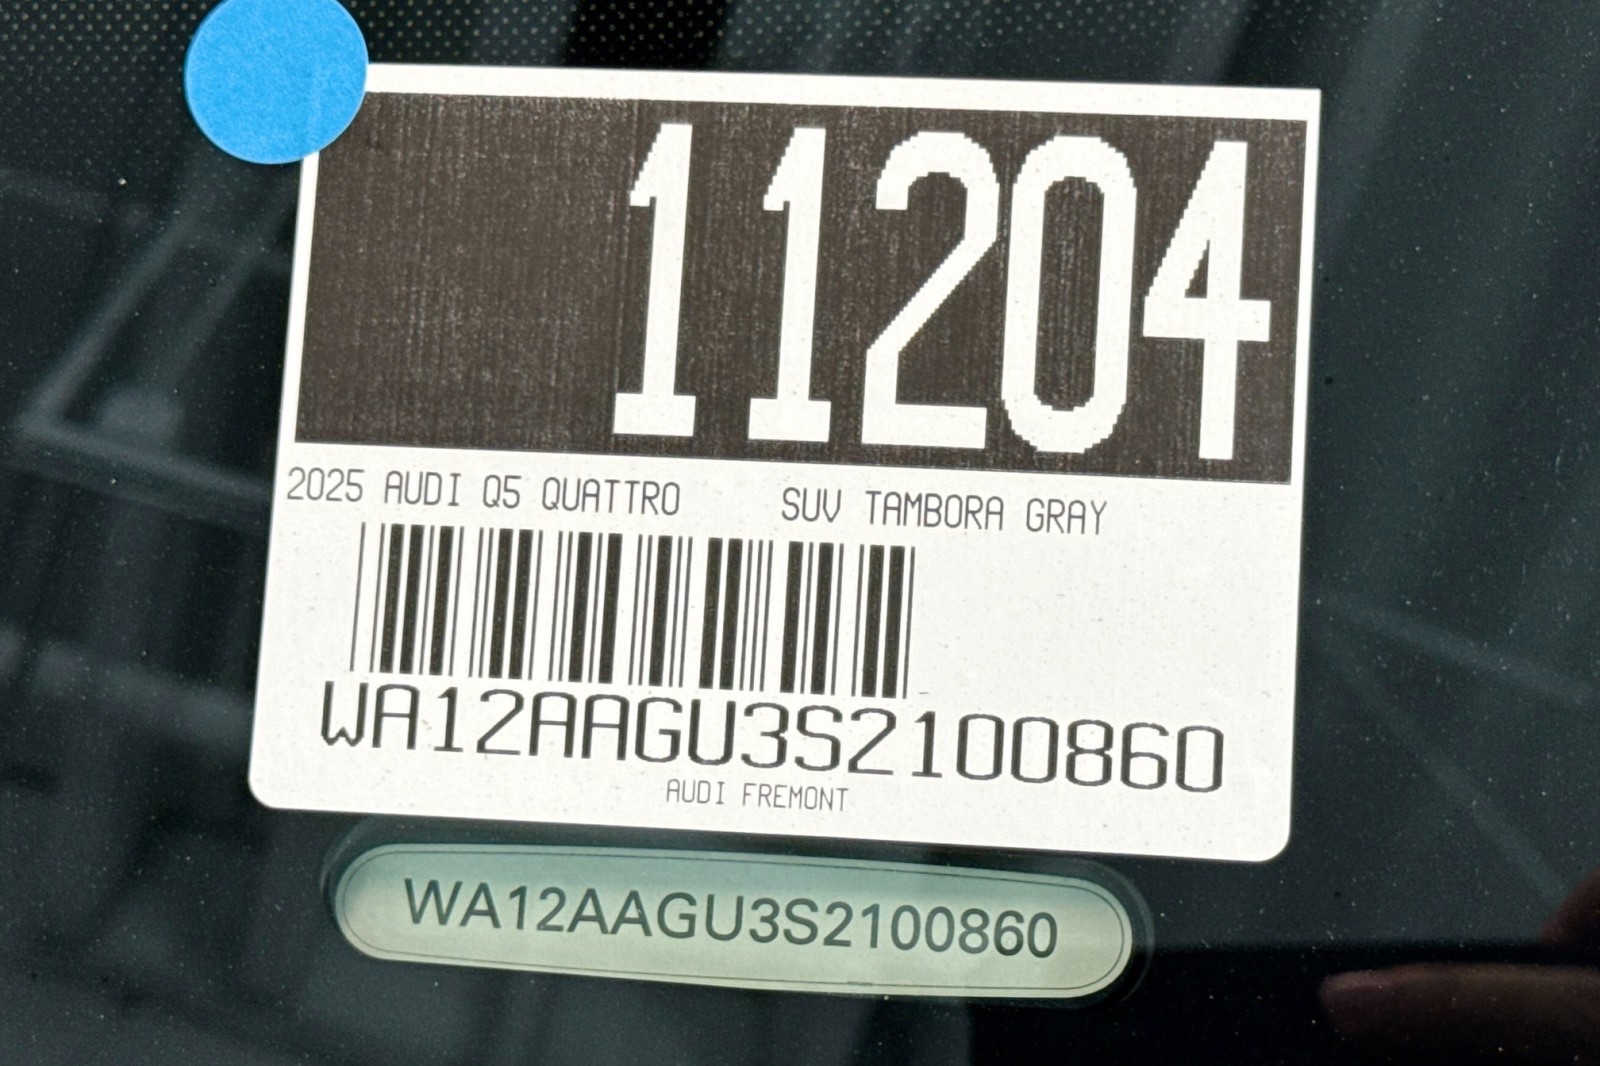 11204
2025 AUDI Q5 QUATTRO SUV TAMBORA GRAY
WA12AAGU3S2100860
AUDI FREMONT
WA12AAGU3S2100860